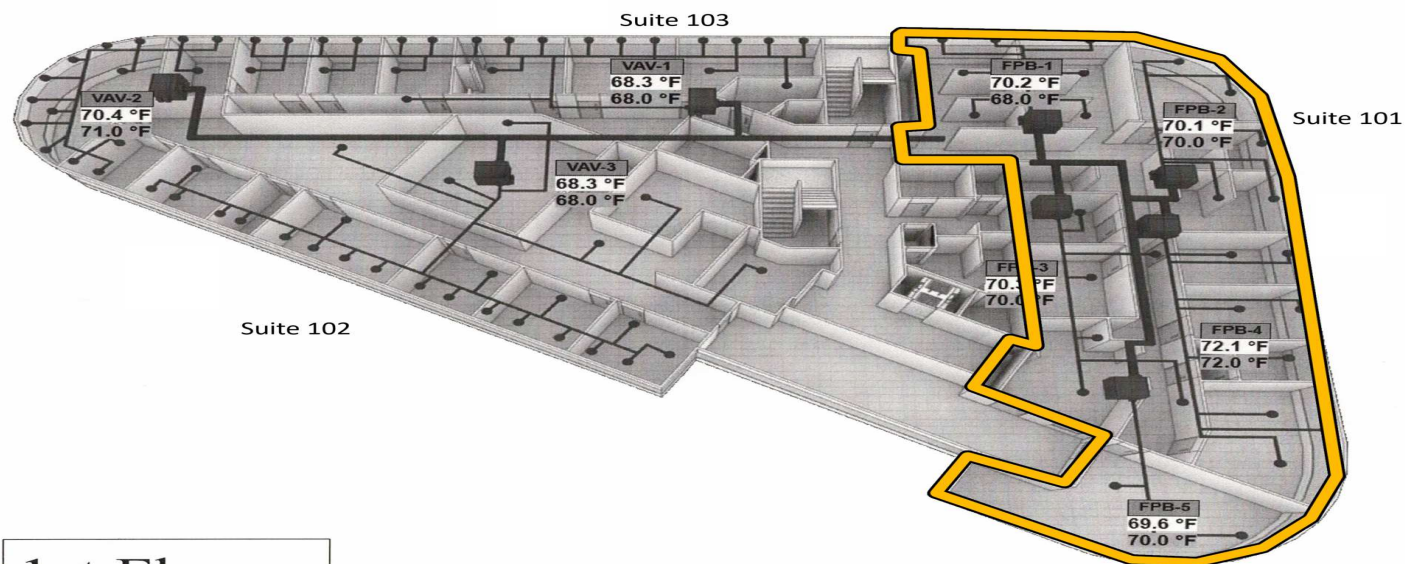 Suite 103
VAV-1
68.3 °F
68.0 °F
FPB-1
70.2 °F
68.0 °F
VAV-2
70.4 °F
71.0 °F
FPB-2
70.1 °F
70.0 °F
Suite 101
VAV-3
68.3 °F
68.0 °F
70.0 °F
Suite 102
FPB-4
72.1 °F
72.0 °F
FPB-5
69.6 °F
70.0 °F